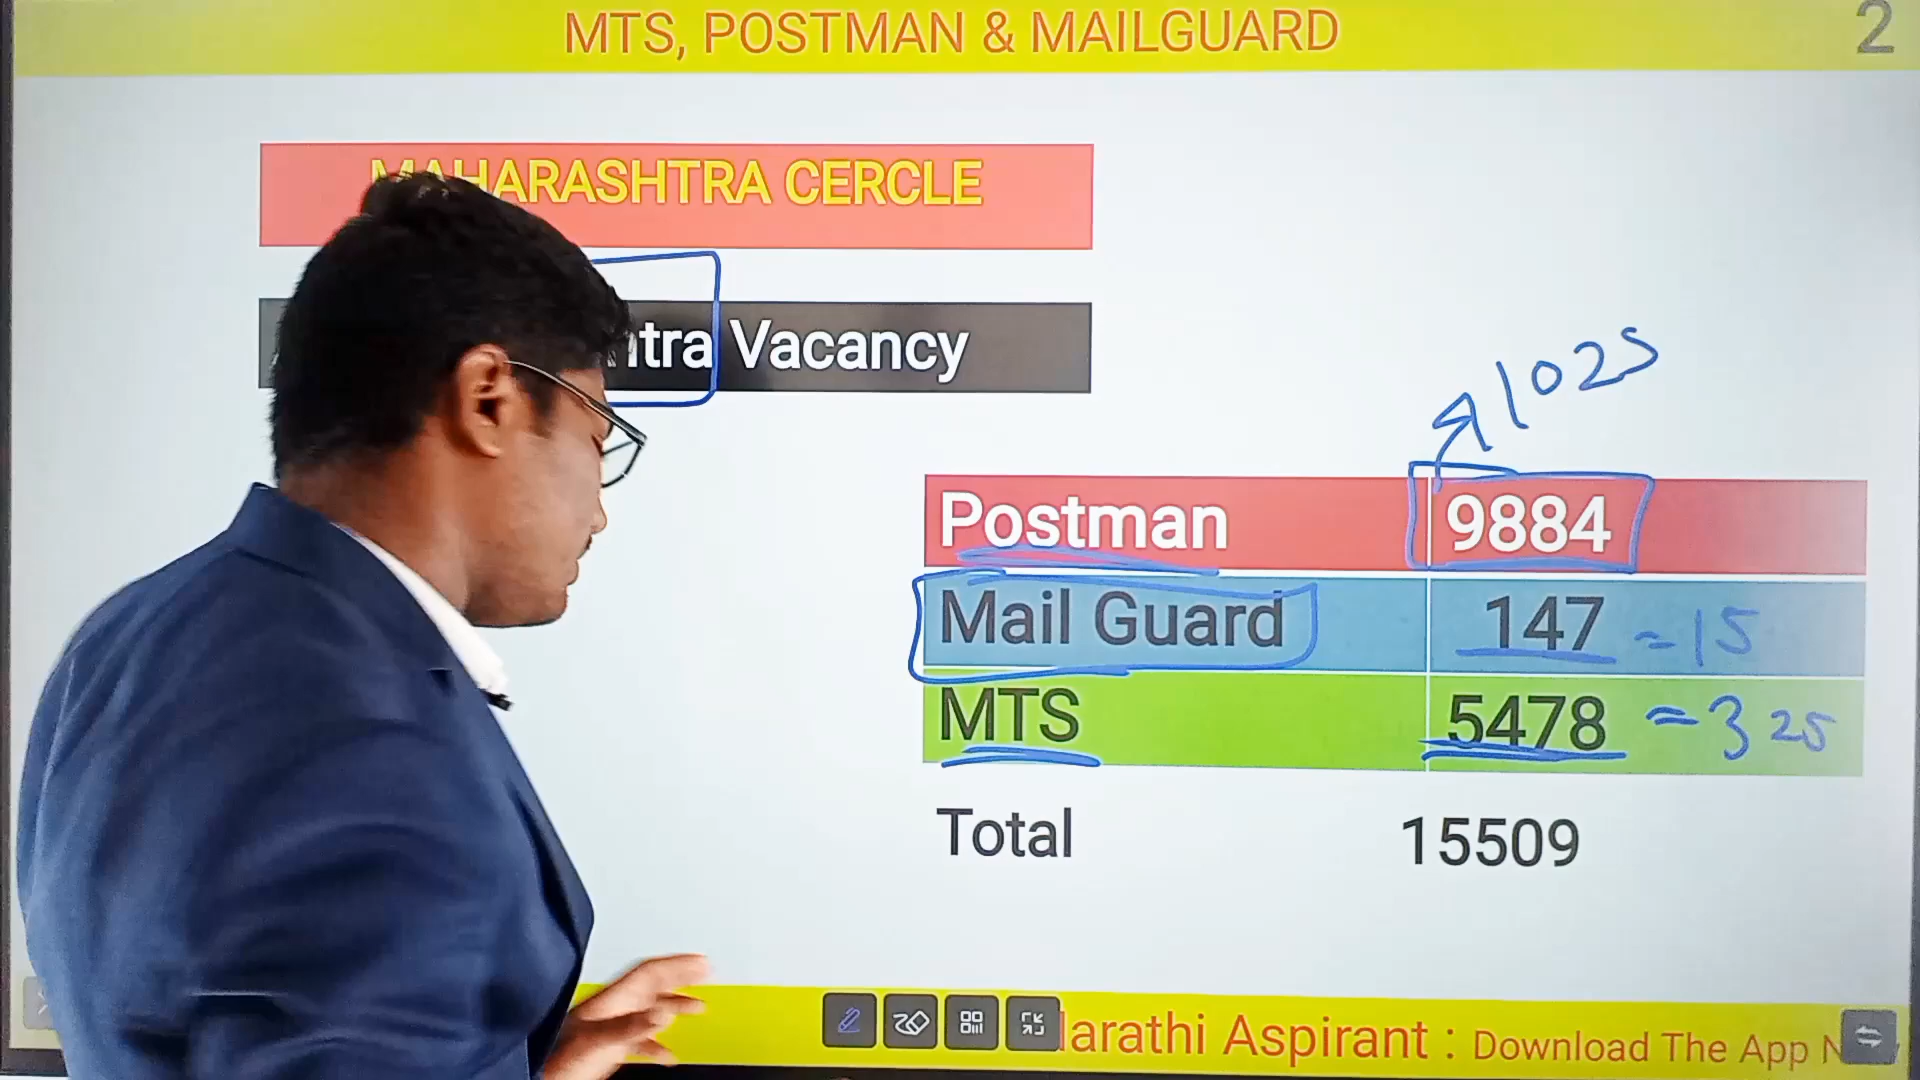 MTS, POSTMAN & MAILGUARD
2
MAHARASHTRA CERCLE
tra Vacancy
1025
Postman 9884
Mail Guard 147 = 15
MTS 5478 = 325
Total 15509
arathi Aspirant : Download The App N